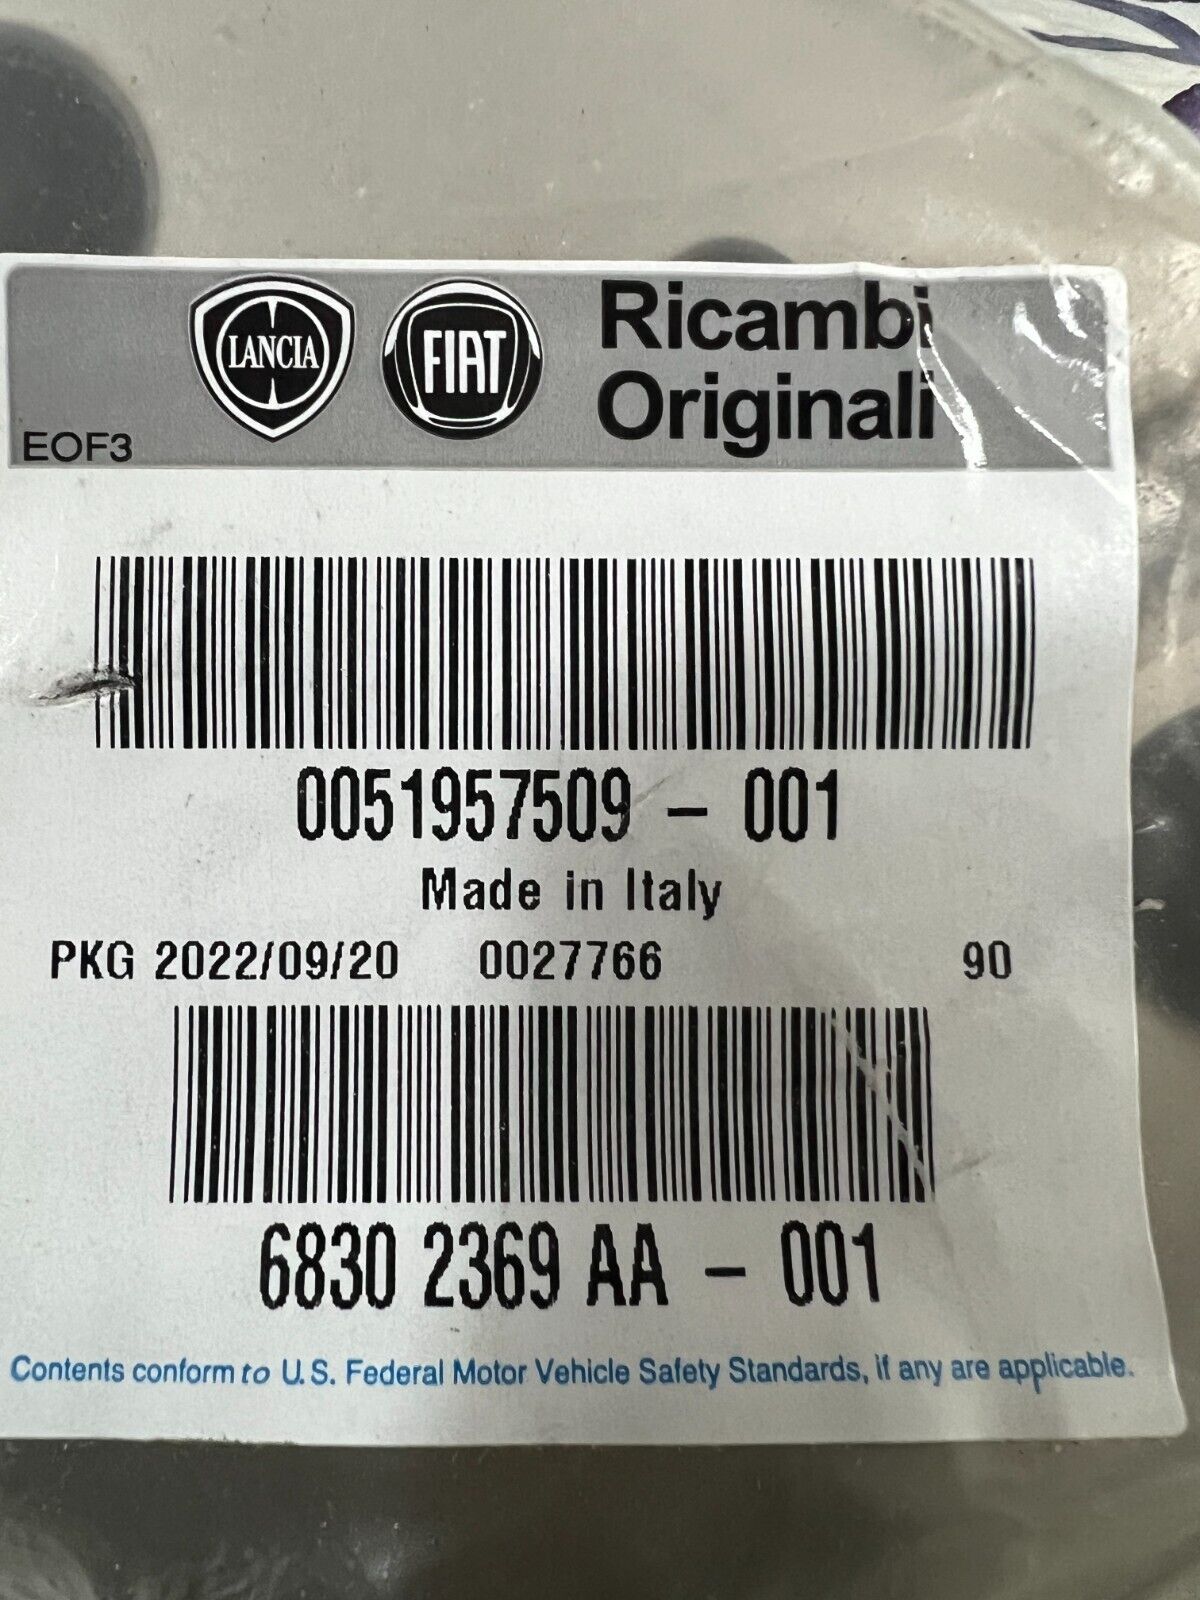 LANCIA FIAT Ricambi
Originali
EOF3
0051957509 - 001
Made in Italy
PKG 2022/09/20 0027766 90
6830 2369 AA - 001
Contents conform to U.S. Federal Motor Vehicle Safety Standards, if any are applicable.